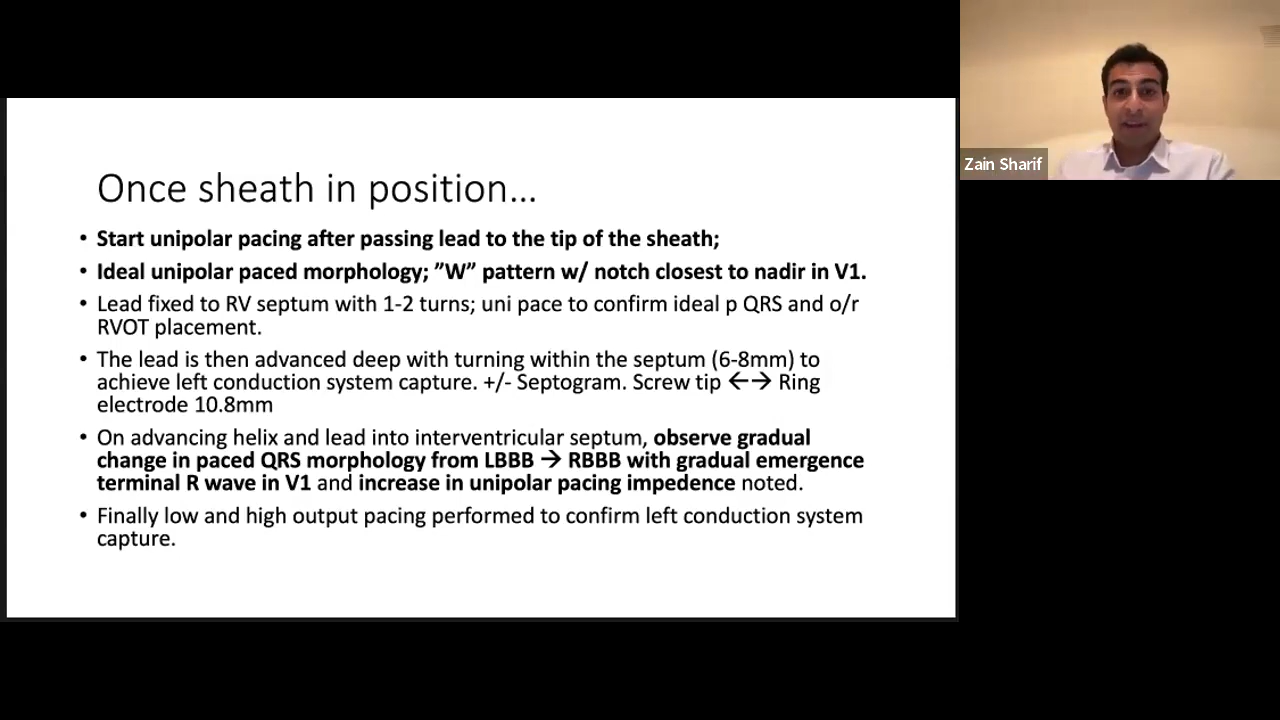 Once sheath in position...
• Start unipolar pacing after passing lead to the tip of the sheath;
• Ideal unipolar paced morphology; ”W” pattern w/ notch closest to nadir in V1.
• Lead fixed to RV septum with 1-2 turns; uni pace to confirm ideal p QRS and o/r
RVOT placement.
• The lead is then advanced deep with turning within the septum (6-8mm) to
achieve left conduction system capture. +/- Septogram. Screw tip ←→ Ring
electrode 10.8mm
• On advancing helix and lead into interventricular septum, observe gradual
change in paced QRS morphology from LBBB → RBBB with gradual emergence
terminal R wave in V1 and increase in unipolar pacing impedence noted.
• Finally low and high output pacing performed to confirm left conduction system
capture.
Zain Sharif